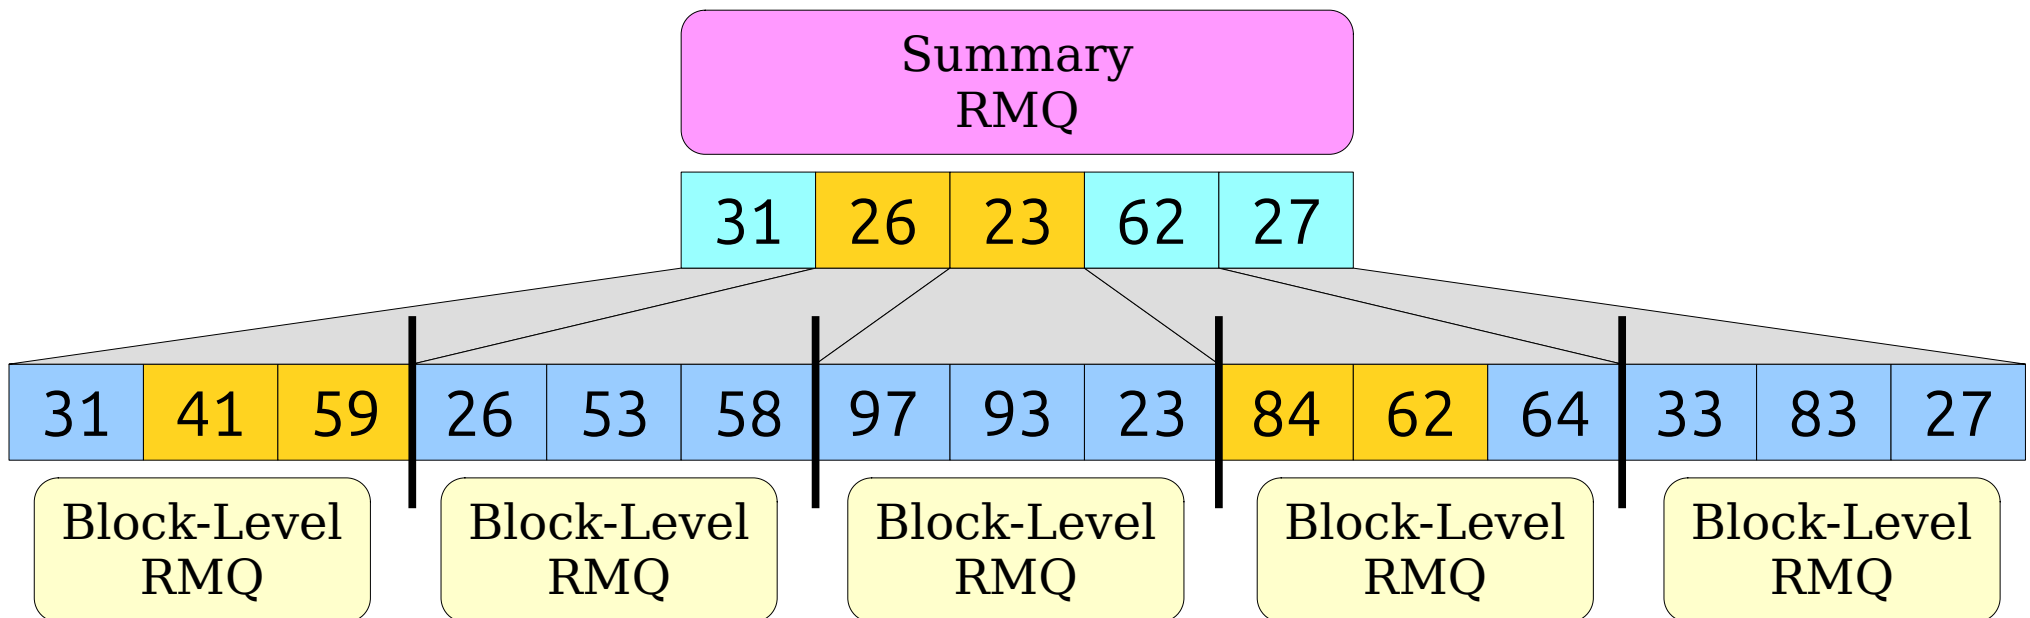 Summary
RMQ
31 26 23 62 27
31 41 59 26 53 58 97 93 23 84 62 64 33 83 27
Block-Level Block-Level Block-Level Block-Level Block-Level
RMQ RMQ RMQ RMQ RMQ